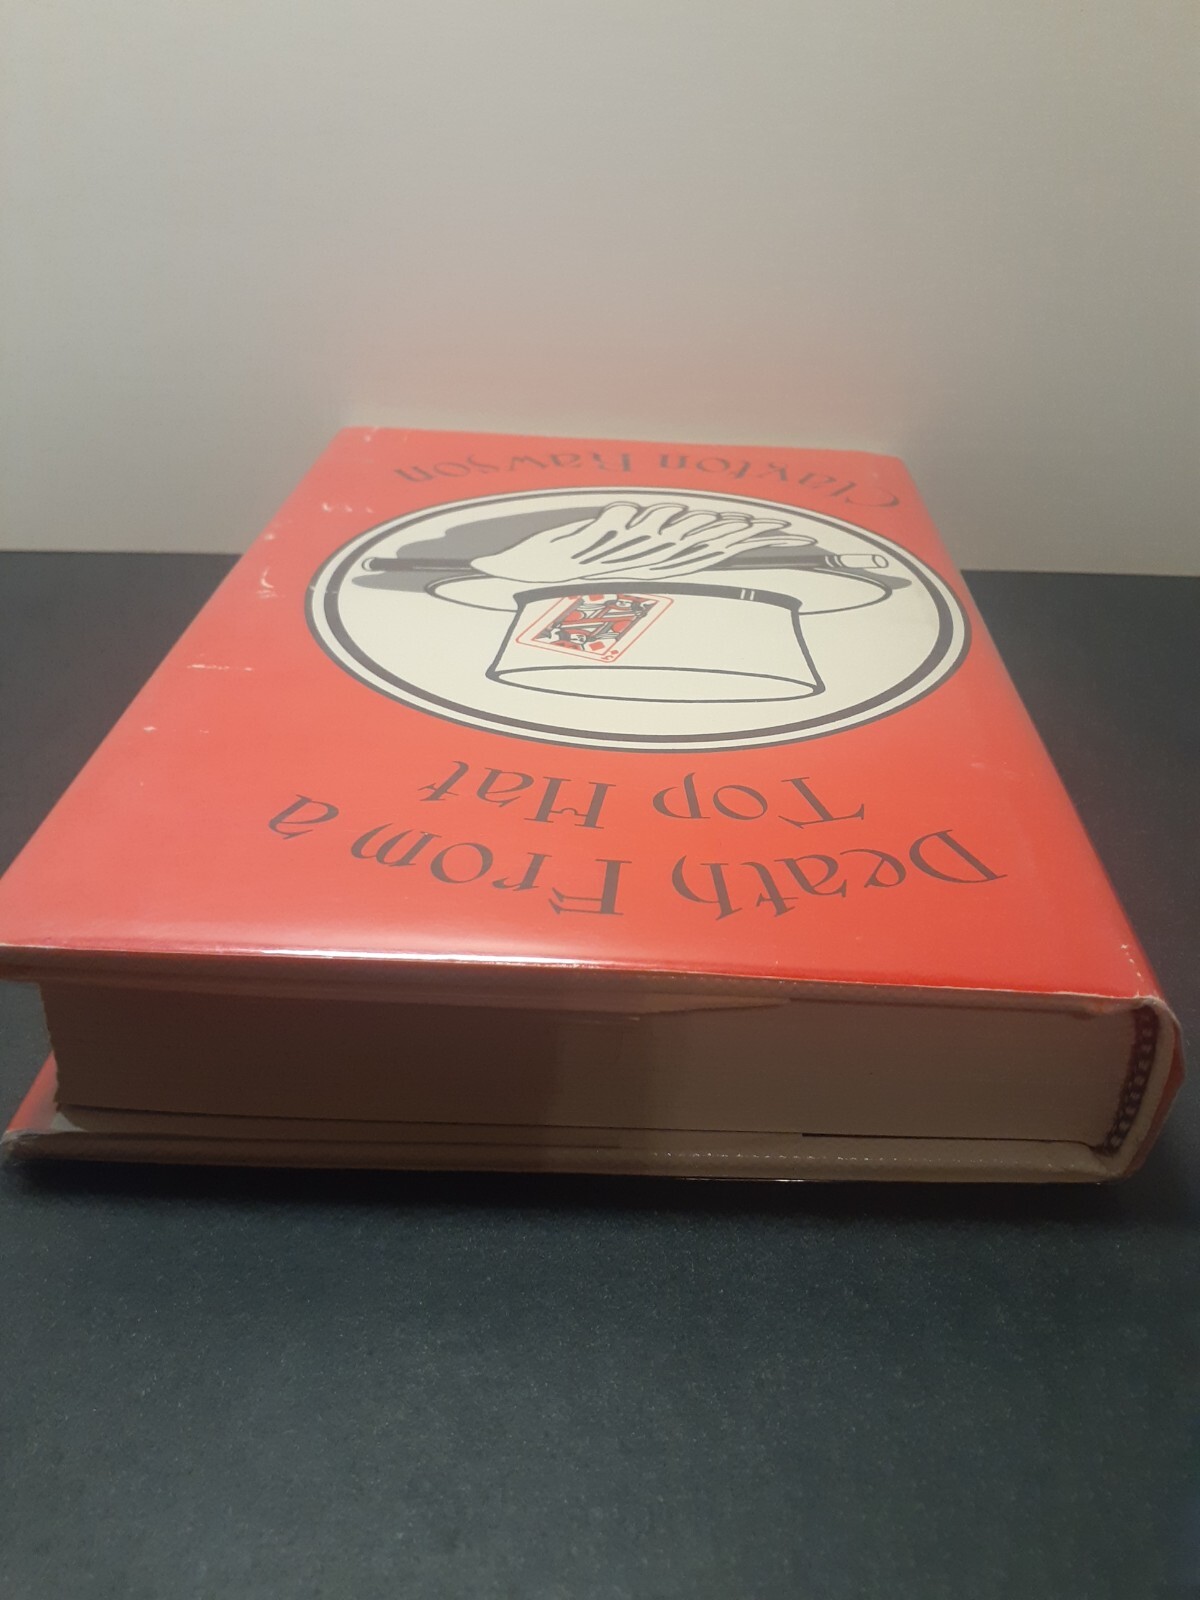 Death From a
Top Hat
Clayton Rawson